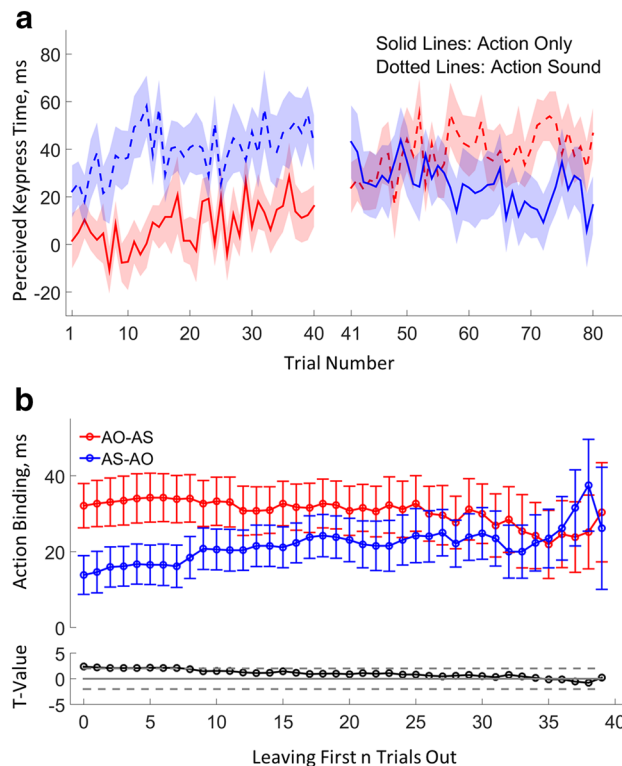 a
Solid Lines: Action Only
Dotted Lines: Action Sound
Perceived Keypress Time, ms
80
60
40
20
0
-20
1 10 20 30 40 41 50 60 70 80
Trial Number
b
AO-AS
AS-AO
Action Binding, ms
40
20
0
T-Value
5
0
-5
0 5 10 15 20 25 30 35 40
Leaving First n Trials Out